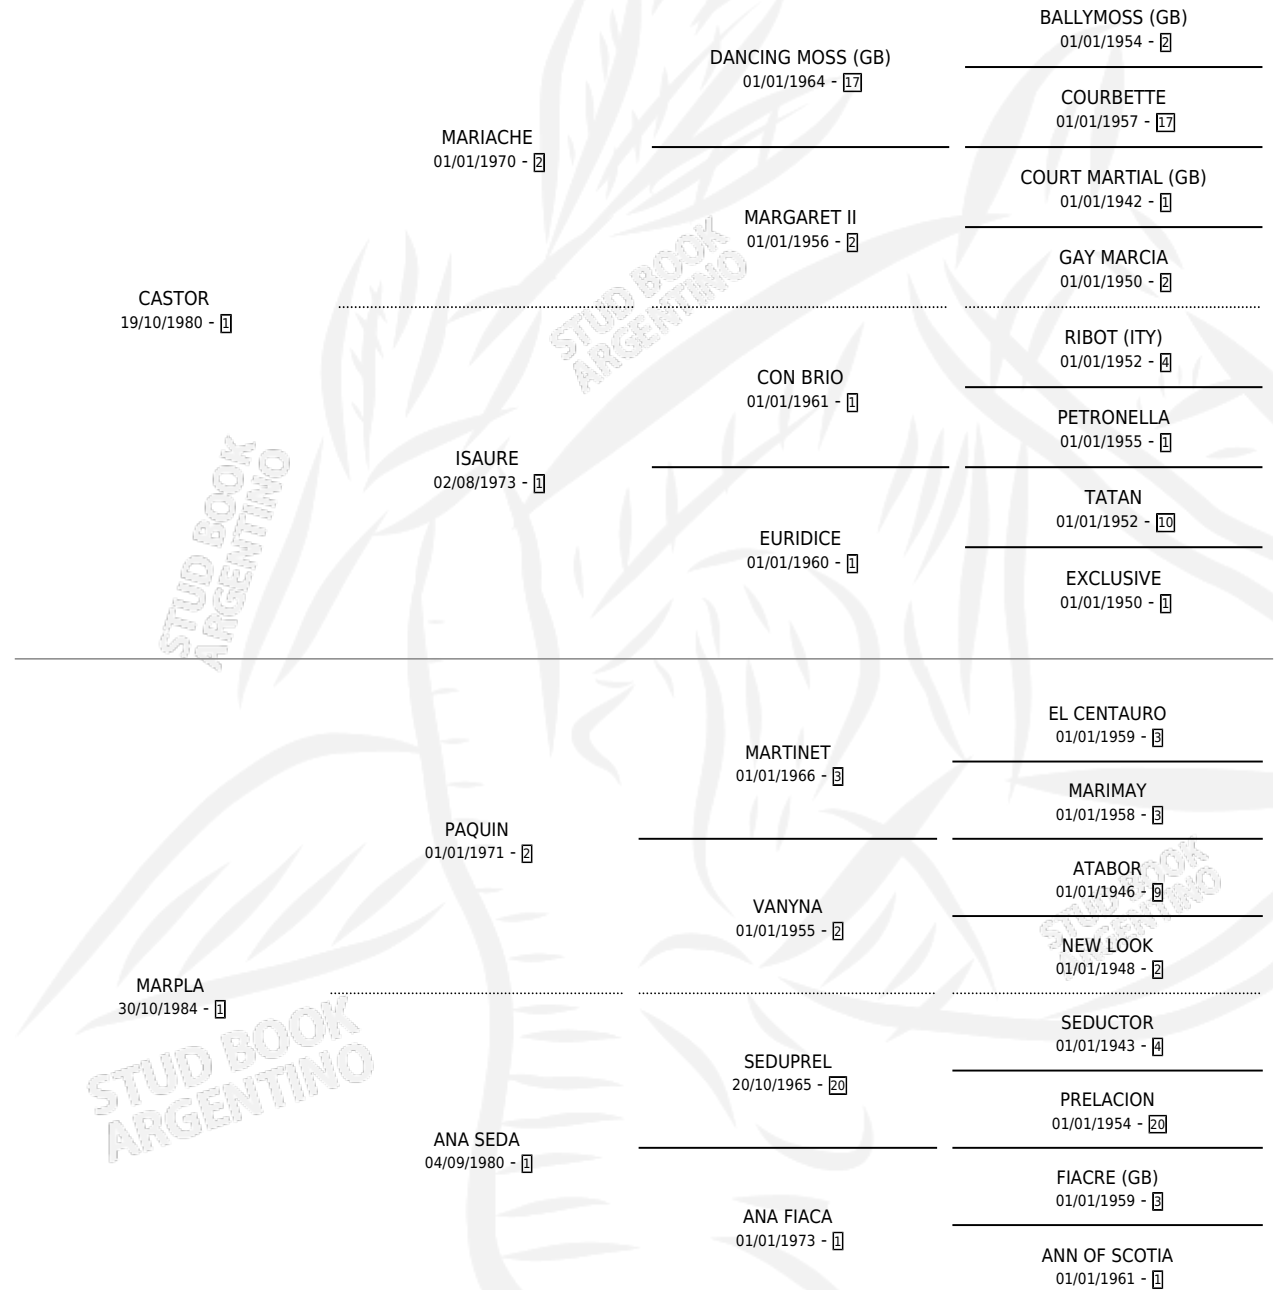 BALLYMOSS (GB)
01/01/1954 - 2
DANCING MOSS (GB)
01/01/1964 - 17
COURBETTE
01/01/1957 - 17
MARIACHE
01/01/1970 - 2
COURT MARTIAL (GB)
01/01/1942 - 1
MARGARET II
01/01/1956 - 2
GAY MARCIA
01/01/1950 - 2
CASTOR
19/10/1980 - 1
RIBOT (ITY)
01/01/1952 - 4
CON BRIO
01/01/1961 - 1
PETRONELLA
01/01/1955 - 1
ISAURE
02/08/1973 - 1
TATAN
01/01/1952 - 10
EURIDICE
01/01/1960 - 1
EXCLUSIVE
01/01/1950 - 1
STUD BOOK
ARGENTINO
STUD BOOK
ARGENTINO
EL CENTAURO
01/01/1959 - 3
MARTINET
01/01/1966 - 3
MARIMAY
01/01/1958 - 3
PAQUIN
01/01/1971 - 2
ATABOR
01/01/1946 - 9
VANYNA
01/01/1955 - 2
NEW LOOK
01/01/1948 - 2
STUD BOOK
ARGENTINO
MARPLA
30/10/1984 - 1
SEDUCTOR
01/01/1943 - 4
SEDUPREL
20/10/1965 - 20
PRELACION
01/01/1954 - 20
ANA SEDA
04/09/1980 - 1
FIACRE (GB)
01/01/1959 - 3
ANA FIACA
01/01/1973 - 1
ANN OF SCOTIA
01/01/1961 - 1
STUD BOOK
ARGENTINO